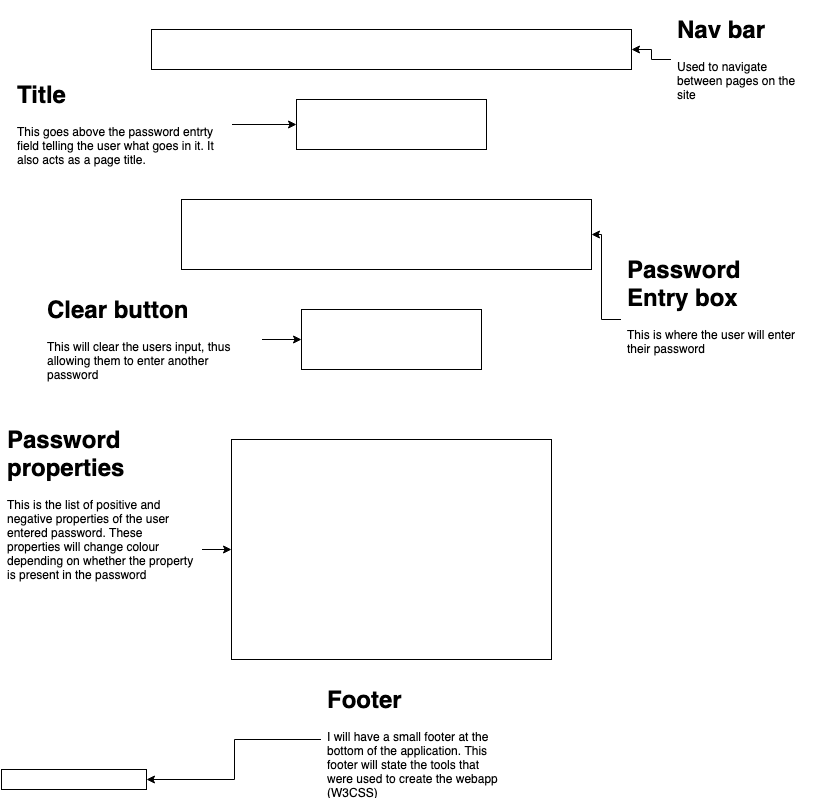 Nav bar
Used to navigate
between pages on the
site
Title
This goes above the password entrty
field telling the user what goes in it. It
also acts as a page title.
Password
Entry box
This is where the user will enter
their password
Clear button
This will clear the users input, thus
allowing them to enter another
password
Password
properties
This is the list of positive and
negative properties of the user
entered password. These
properties will change colour
depending on whether the property
is present in the password
Footer
I will have a small footer at the
bottom of the application. This
footer will state the tools that
were used to create the webapp
(W3CSS)